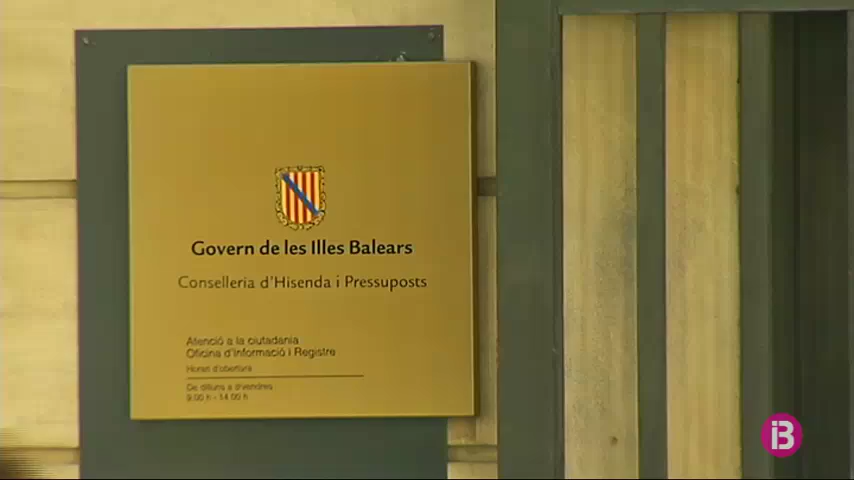 Govern de les Illes Balears
Conselleria d'Hisenda i Pressuposts
Atenció a la ciutadania
Oficina d'Informació i Registre
Horari d'obertura
De dilluns a divendres
9.00 h - 14.00 h
iB